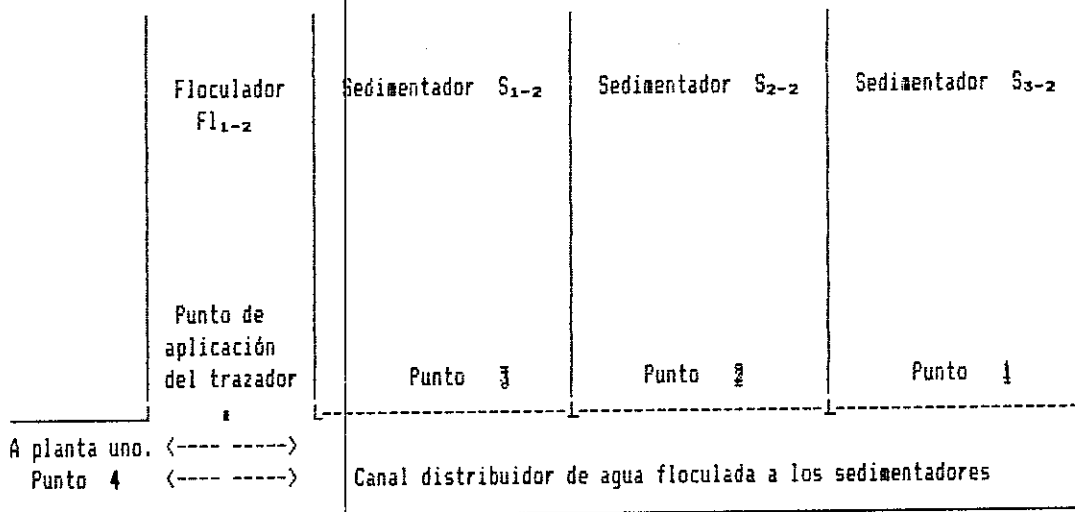 Floculador
Fl₁₋₂
Sedimentador S₁₋₂
Sedimentador S₂₋₂
Sedimentador S₃₋₂
Punto de
aplicación
del trazador
Punto 3
Punto 2
Punto 1
A planta uno. <---- ----->
Punto 4 <---- ----->
Canal distribuidor de agua floculada a los sedimentadores